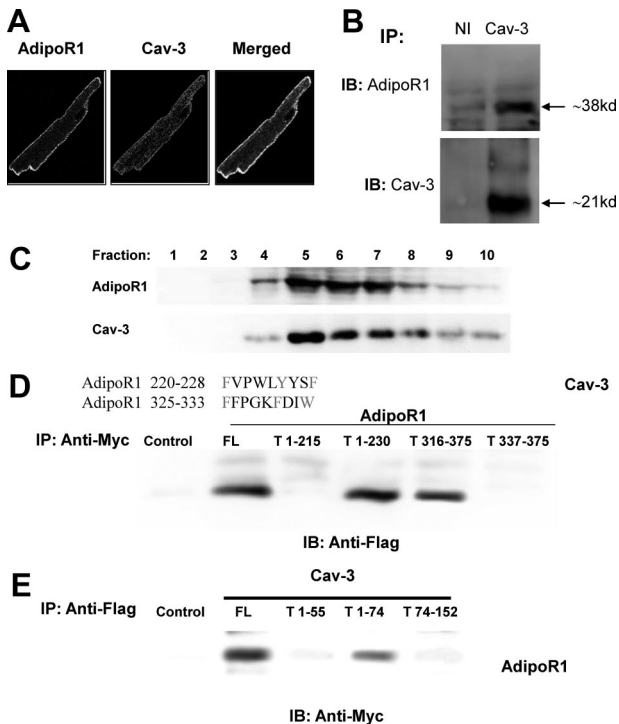 A
AdipoR1 Cav-3 Merged
B
IP: NI Cav-3
IB: AdipoR1
~38kd
IB: Cav-3
~21kd
C
Fraction: 1 2 3 4 5 6 7 8 9 10
AdipoR1
Cav-3
D
AdipoR1 220-228 FVPWLYYSF
AdipoR1 325-333 FFPGKFDIW
Cav-3
AdipoR1
IP: Anti-Myc Control FL T 1-215 T 1-230 T 316-375 T 337-375
IB: Anti-Flag
E
Cav-3
IP: Anti-Flag Control FL T 1-55 T 1-74 T 74-152
AdipoR1
IB: Anti-Myc